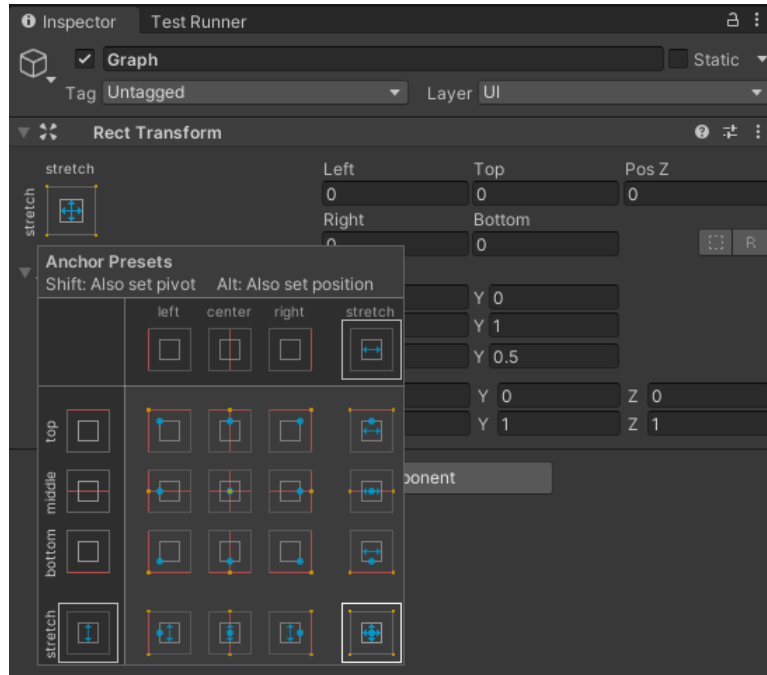 Inspector Test Runner
Graph Static
Tag Untagged Layer UI
Rect Transform
stretch Left Top Pos Z
stretch 0 0 0
Right Bottom
0 0 R
Anchor Presets
Shift: Also set pivot Alt: Also set position
Y 0
left center right stretch
Y 1
Y 0.5
Y 0 Z 0
top Y 1 Z 1
middle
bottom
stretch